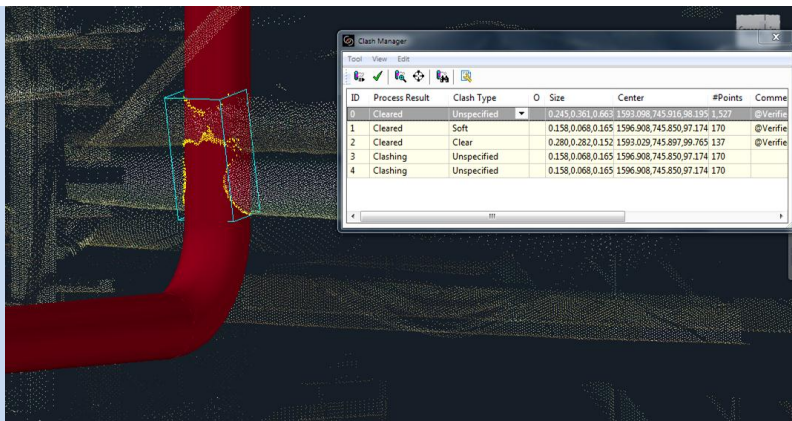 Clash Manager
Tool View Edit
ID Process Result Clash Type O Size Center #Points Comme
0 Cleared Unspecified 0.245,0.361,0.663 1593.098,745.916,98.195 1,527 @Verifie
1 Cleared Soft 0.158,0.068,0.165 1596.908,745.850,97.174 170 @Verifie
2 Cleared Clear 0.280,0.282,0.152 1593.029,745.897,99.765 137 @Verifie
3 Clashing Unspecified 0.158,0.068,0.165 1596.908,745.850,97.174 170
4 Clashing Unspecified 0.158,0.068,0.165 1596.908,745.850,97.174 170